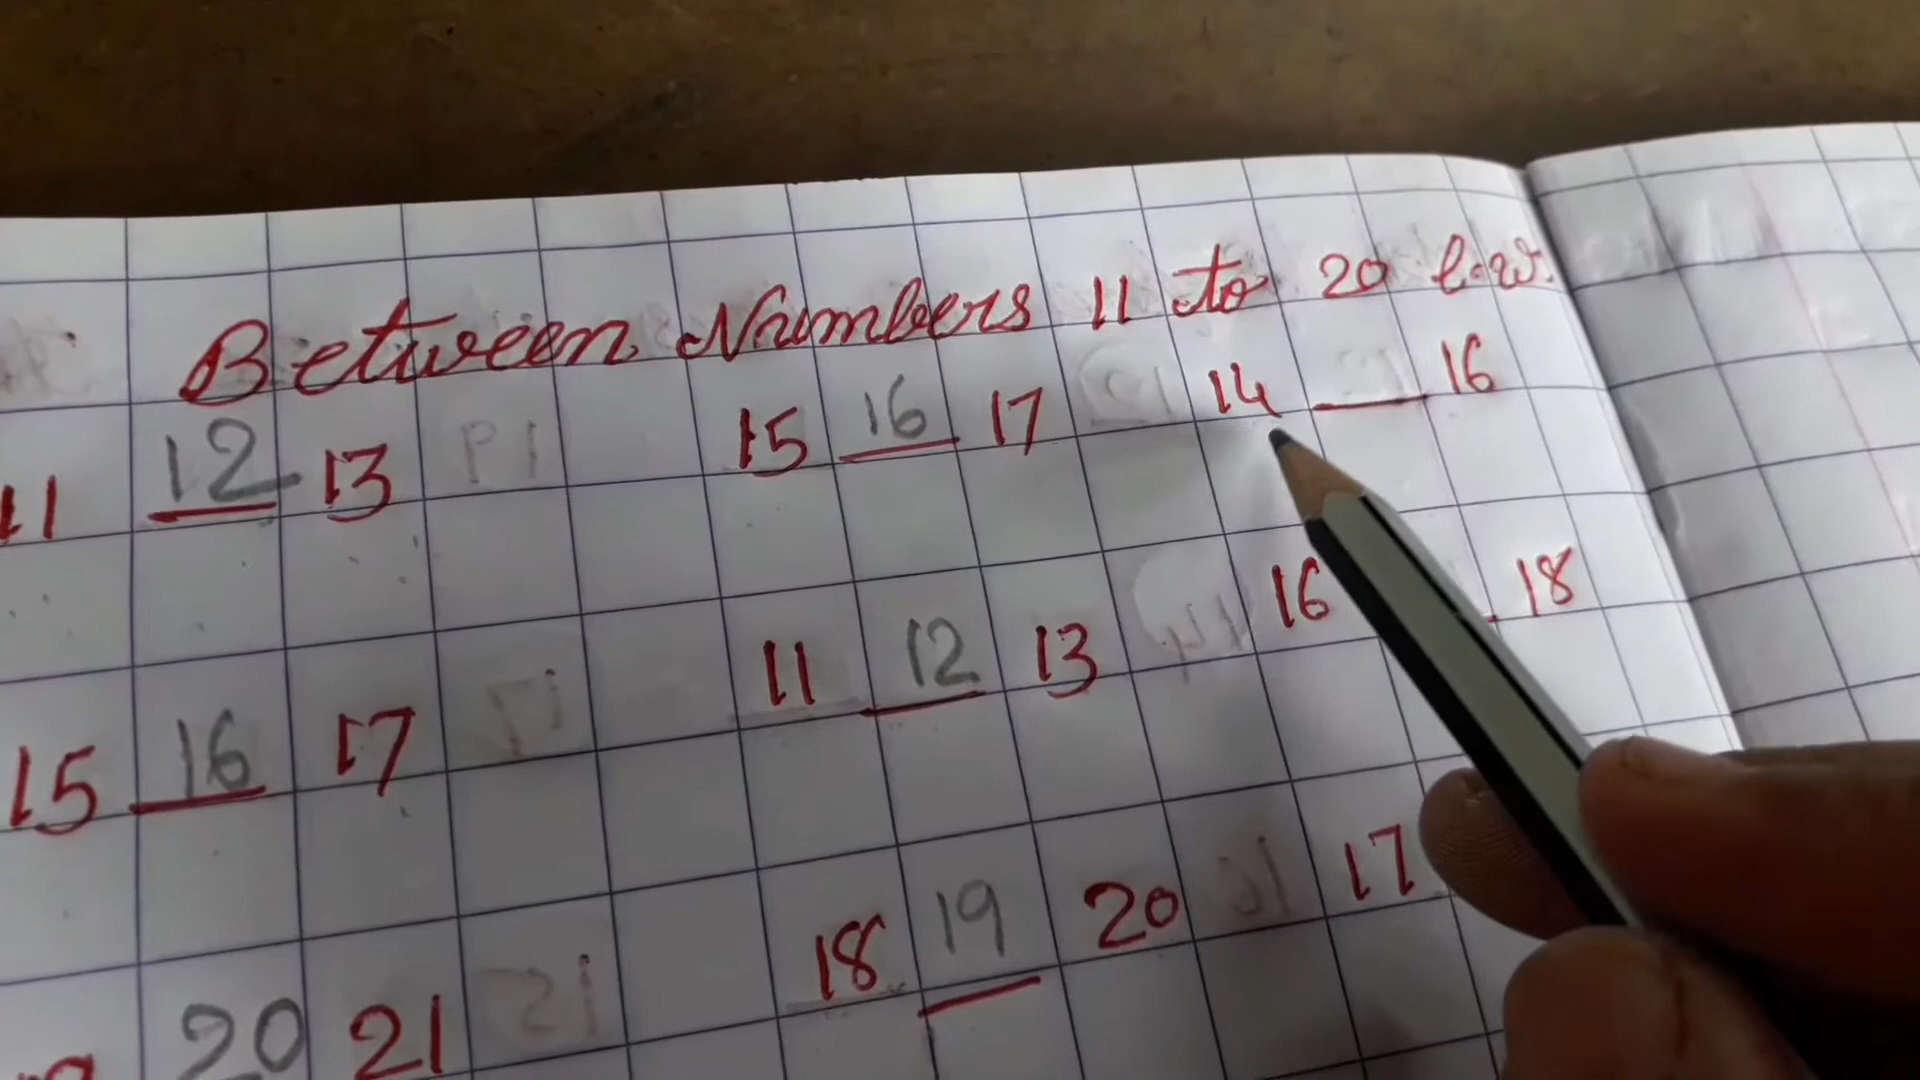 Between Numbers 11 to 20 C.W.
11 12 13 15 16 17 14 ___ 16
15 16 17 11 12 13 16 18
20 21 18 19 20 17